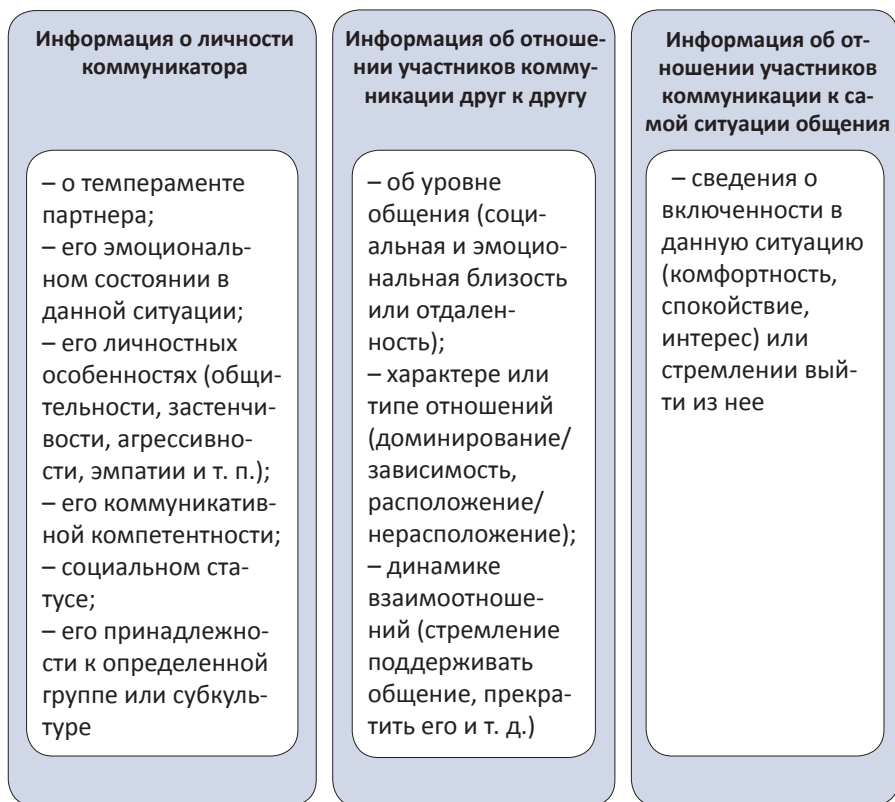 Информация о личности
коммуникатора
– о темпераменте
партнера;
– его эмоциональ-
ном состоянии в
данной ситуации;
– его личностных
особенностях (общи-
тельности, застенчи-
вости, агрессивно-
сти, эмпатии и т. п.);
– его коммуникатив-
ной компетентности;
– социальном ста-
тусе;
– его принадлежно-
сти к определенной
группе или субкуль-
туре
Информация об отноше-
нии участников комму-
никации друг к другу
– об уровне
общения (соци-
альная и эмоцио-
нальная близость
или отдален-
ность);
– характере или
типе отношений
(доминирование/
зависимость,
расположение/
нерасположение);
– динамике
взаимоотноше-
ний (стремление
поддерживать
общение, прекра-
тить его и т. д.)
Информация об от-
ношении участников
коммуникации к са-
мой ситуации общения
– сведения о
включенности в
данную ситуацию
(комфортность,
спокойствие,
интерес) или
стремлении вый-
ти из нее